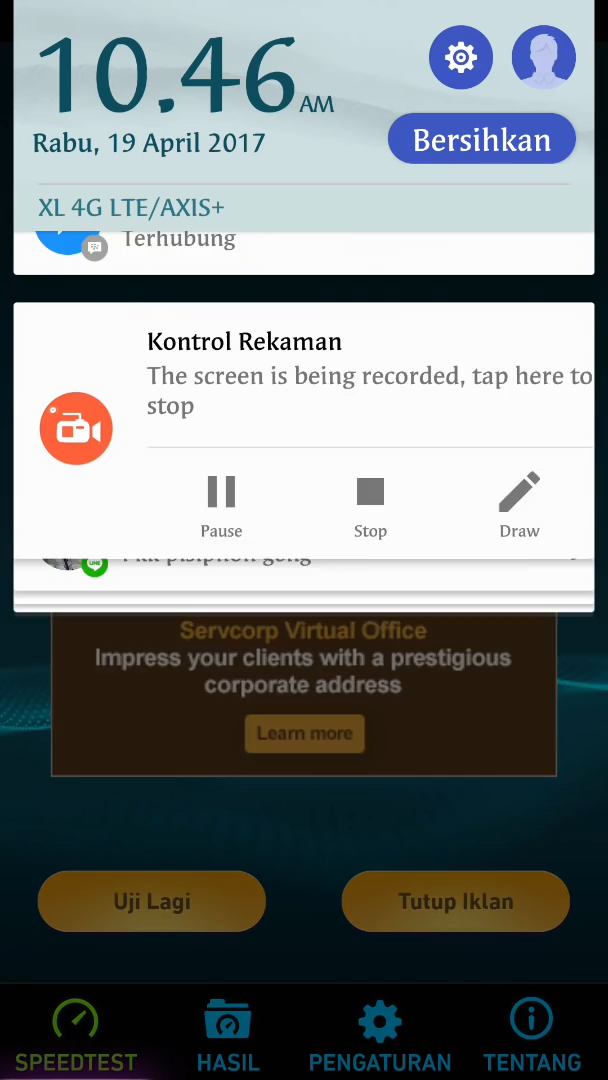 10.46 AM
Rabu, 19 April 2017
Bersihkan
XL 4G LTE/AXIS+
Terhubung
Kontrol Rekaman
The screen is being recorded, tap here to
stop
Pause
Stop
Draw
Servcorp Virtual Office
Impress your clients with a prestigious
corporate address
Learn more
Uji Lagi
Tutup Iklan
SPEEDTEST
HASIL
PENGATURAN
TENTANG